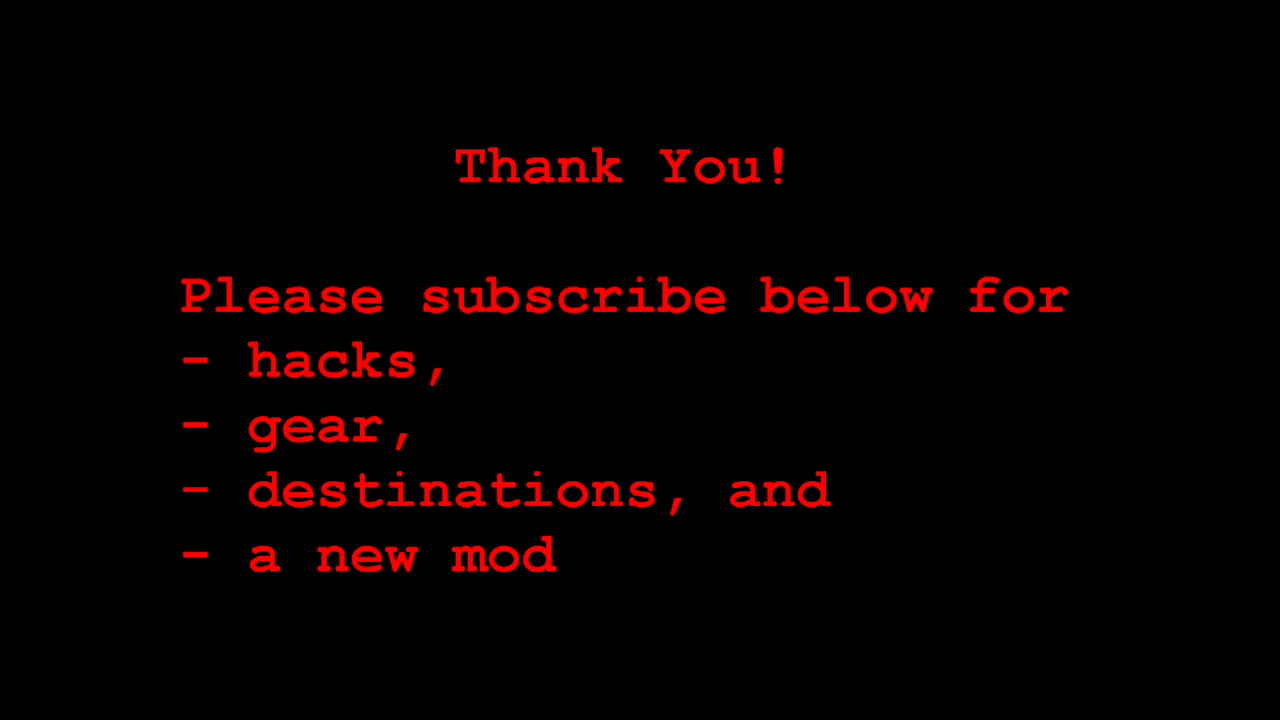 Thank You!
Please subscribe below for
- hacks,
- gear,
- destinations, and
- a new mod